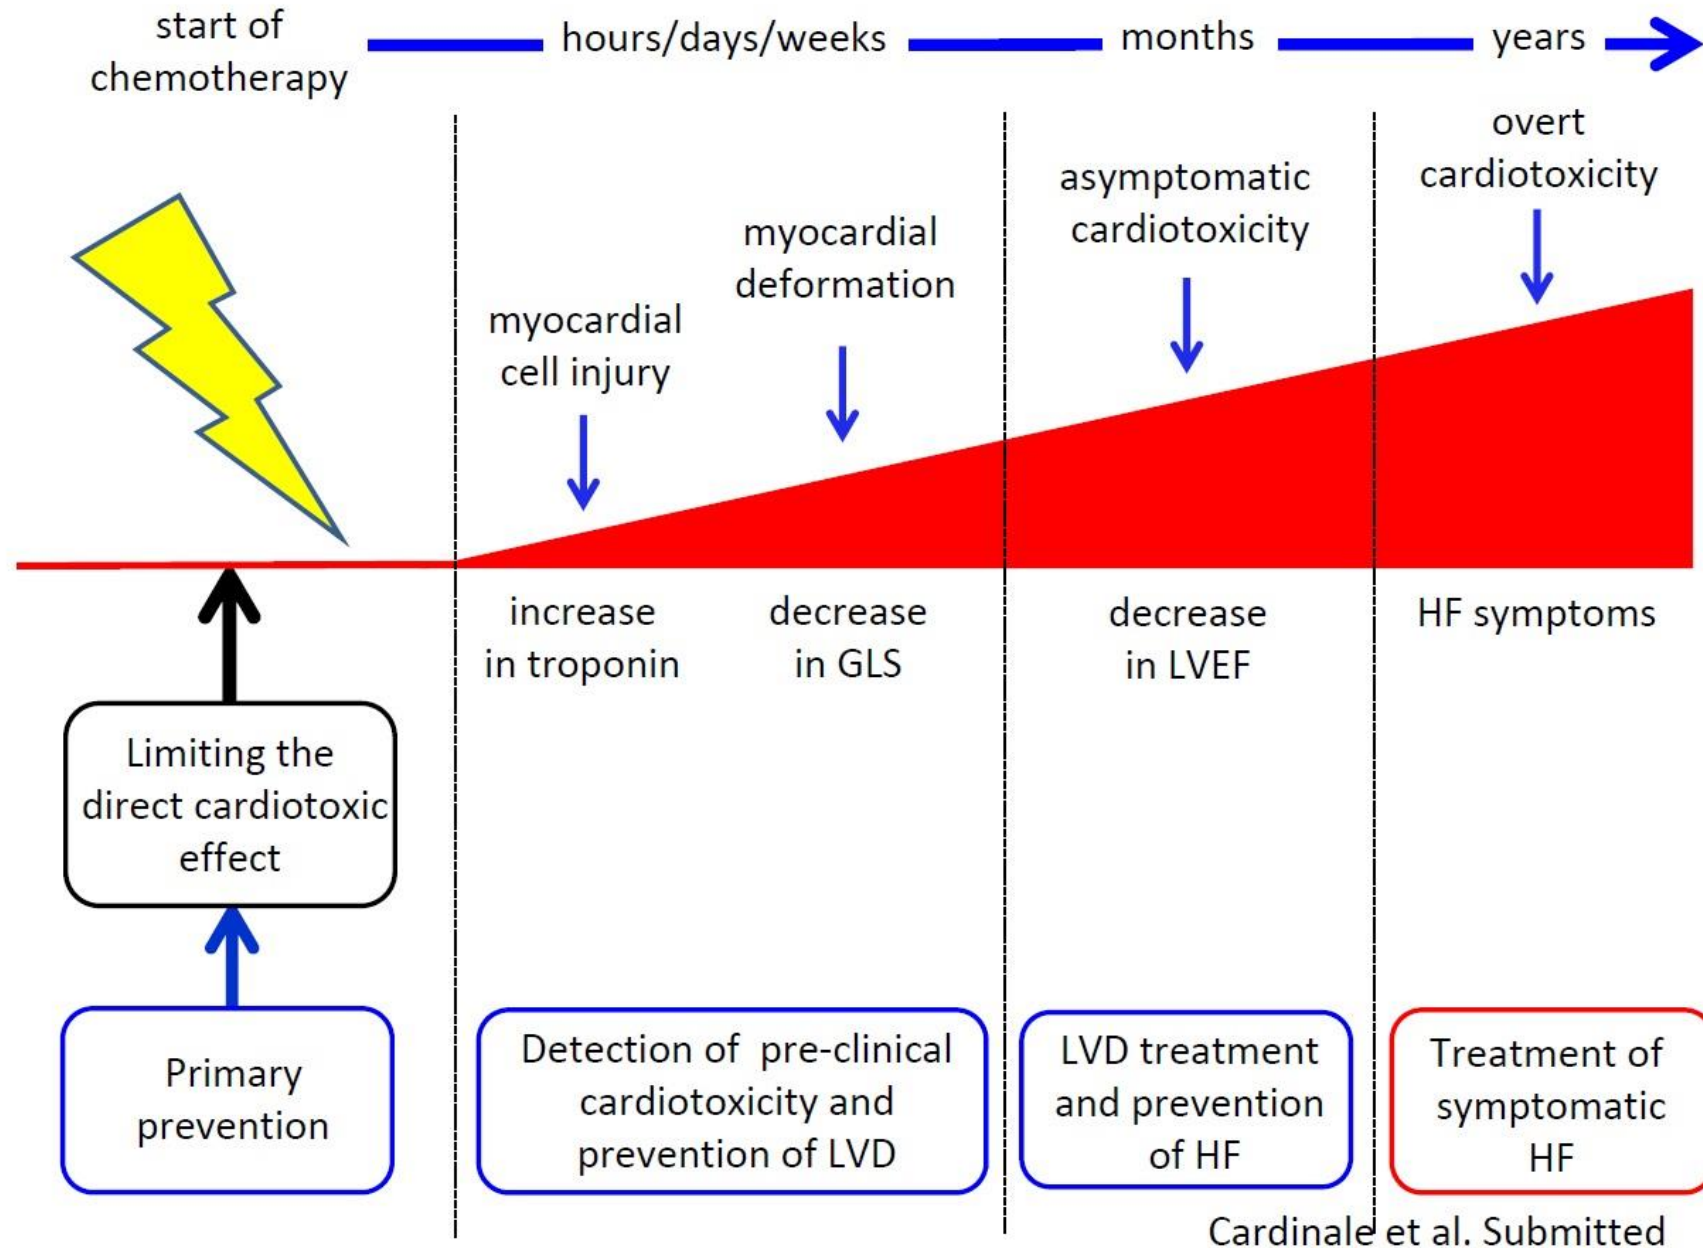 start of
chemotherapy
hours/days/weeks
months
years
overt
cardiotoxicity
asymptomatic
cardiotoxicity
myocardial
deformation
myocardial
cell injury
increase
in troponin
decrease
in GLS
decrease
in LVEF
HF symptoms
Limiting the
direct cardiotoxic
effect
Primary
prevention
Detection of pre-clinical
cardiotoxicity and
prevention of LVD
LVD treatment
and prevention
of HF
Treatment of
symptomatic
HF
Cardinale et al. Submitted